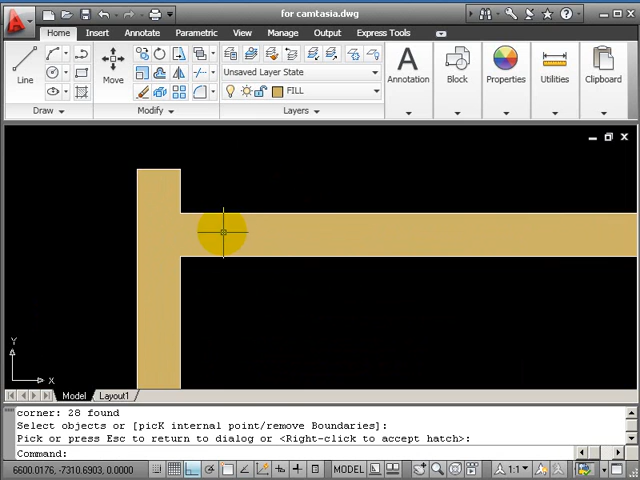 for camtasia.dwg
Home Insert Annotate Parametric View Manage Output Express Tools
Line
Move
Unsaved Layer State
FILL
Annotation
Block
Properties
Utilities
Clipboard
Draw
Modify
Layers
Y
X
Model Layout1
corner: 28 found
Select objects or [picK internal point/remove Boundaries]:
Pick or press Esc to return to dialog or <Right-click to accept hatch>:
Command:
6600.0176, -7310.6903, 0.0000
MODEL
1:1